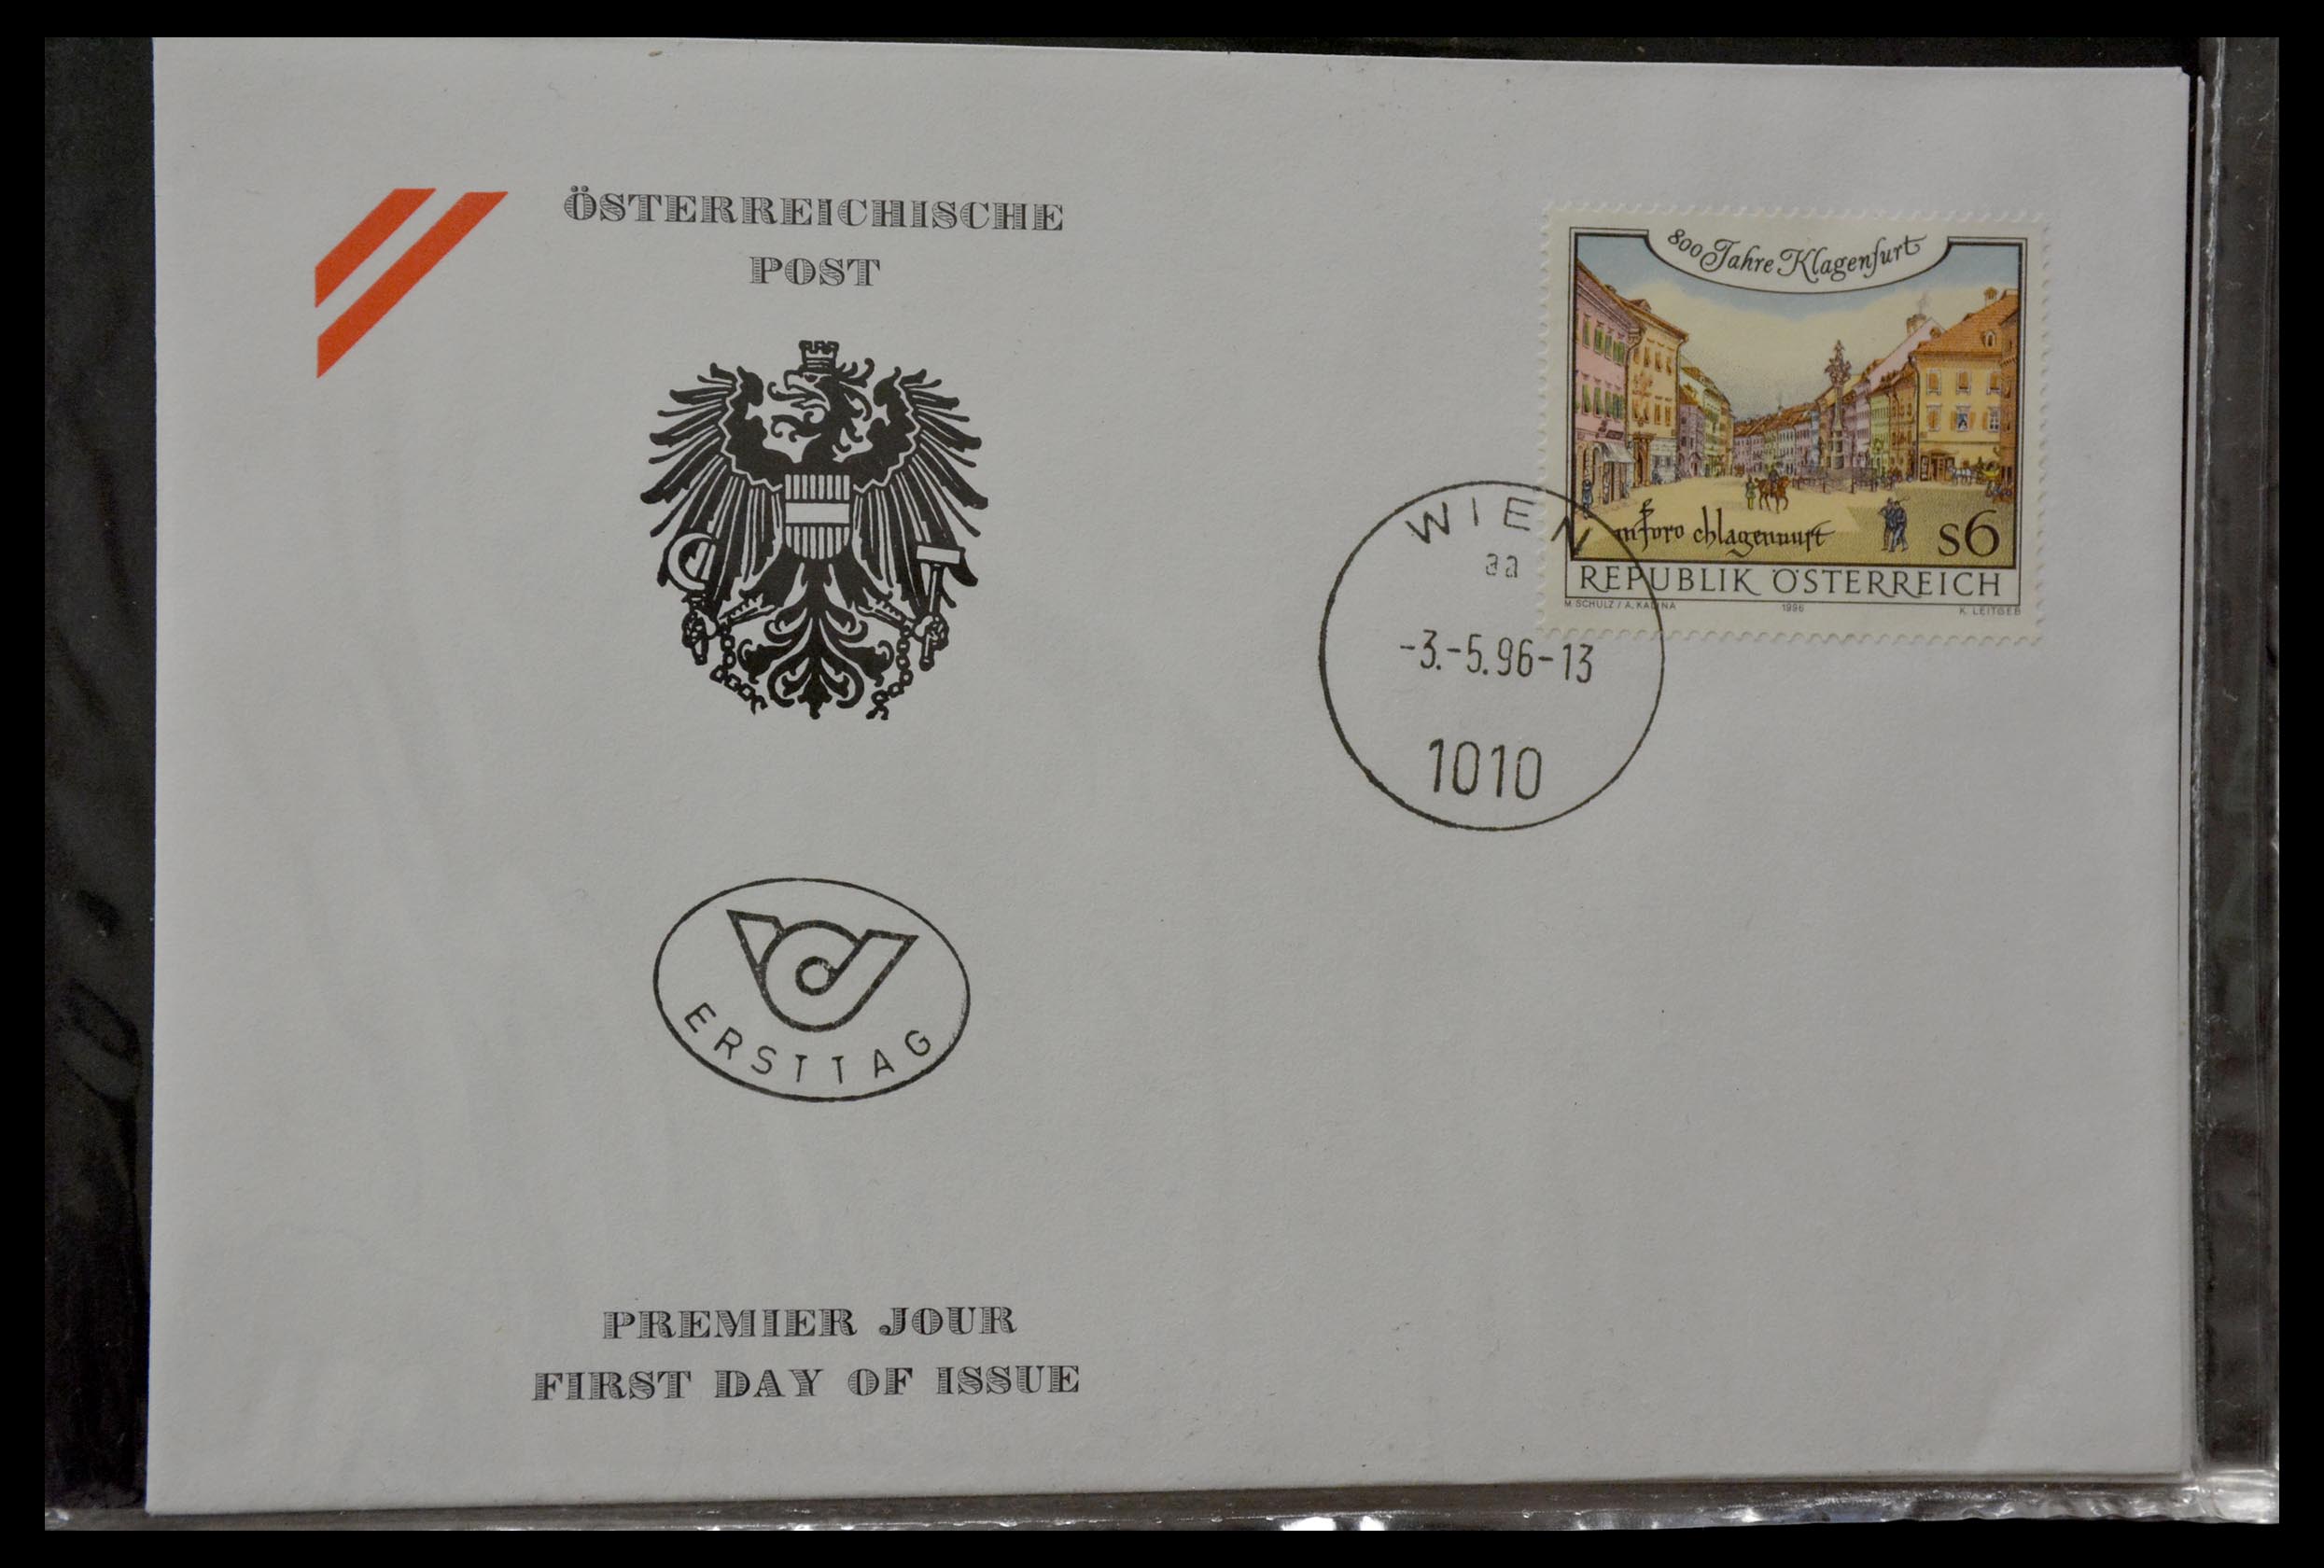 ÖSTERREICHISCHE
POST
800 Jahre Klagenfurt
in foro chlagenuurt
S6
REPUBLIK ÖSTERREICH
M. SCHULZ / A. KALINA 1996 K. LEITGEB
WIEN
aa
-3.-5.96-13
1010
ERSTTAG
PREMIER JOUR
FIRST DAY OF ISSUE